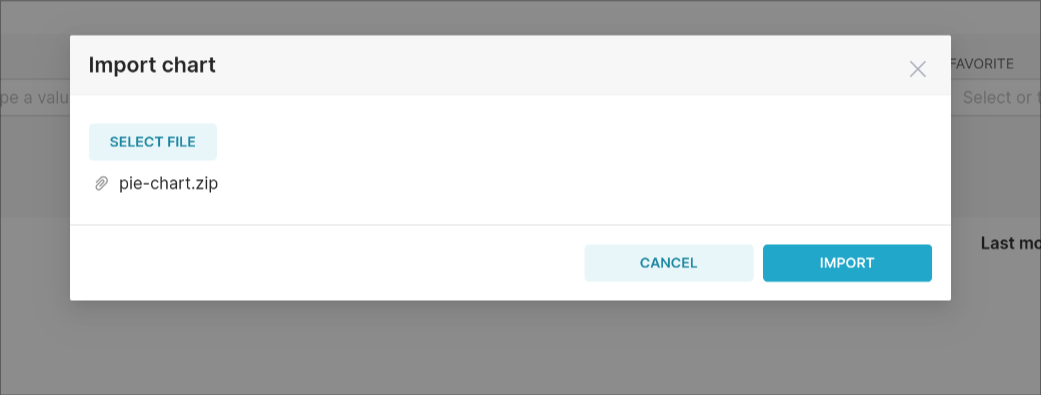 Import chart
FAVORITE
pe a valu
Select or t
SELECT FILE
pie-chart.zip
Last mo
CANCEL
IMPORT